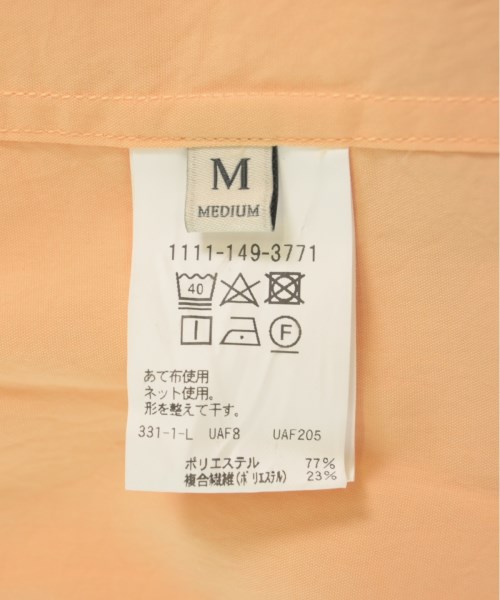 M
MEDIUM
1111-149-3771
40
F
あて布使用
ネット使用。
形を整えて干す。
331-1-L UAF8 UAF205
ポリエステル 77%
複合繊維(ポリエステル) 23%